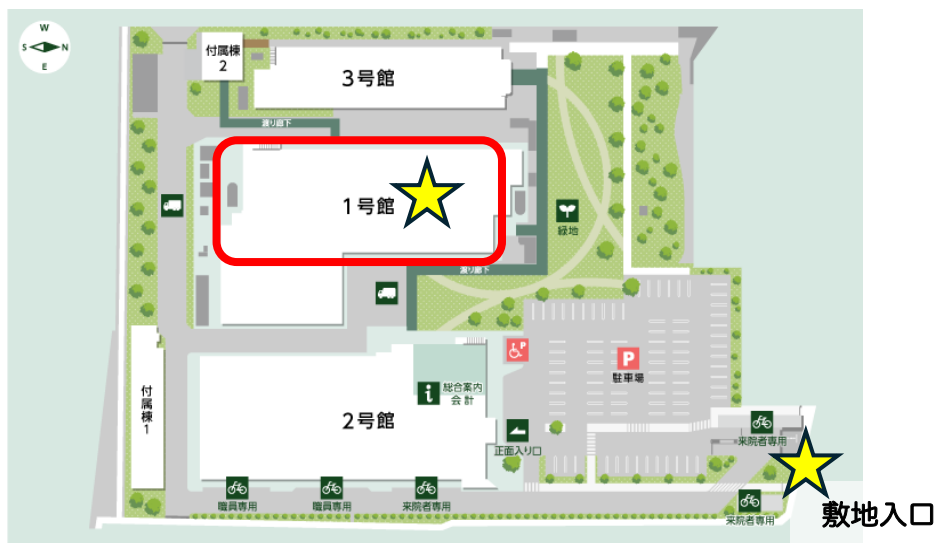 W
S N
E
付属棟
2
3号館
渡り廊下
1号館
緑地
渡り廊下
P
P
駐車場
付
属
棟
1
i 総合案内
会計
2号館
正面入り口
来院者専用
職員専用
職員専用
来院者専用
来院者専用
敷地入口